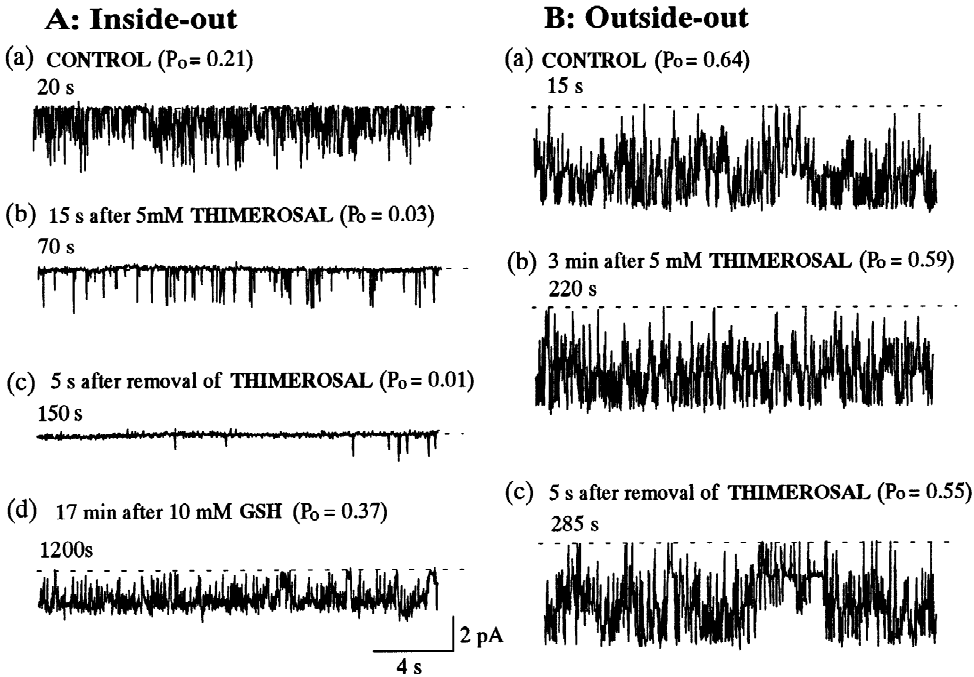 A: Inside-out
(a) CONTROL (Po = 0.21)
20 s
(b) 15 s after 5mM THIMEROSAL (Po = 0.03)
70 s
(c) 5 s after removal of THIMEROSAL (Po = 0.01)
150 s
(d) 17 min after 10 mM GSH (Po = 0.37)
1200s
2 pA
4 s
B: Outside-out
(a) CONTROL (Po = 0.64)
15 s
(b) 3 min after 5 mM THIMEROSAL (Po = 0.59)
220 s
(c) 5 s after removal of THIMEROSAL (Po = 0.55)
285 s